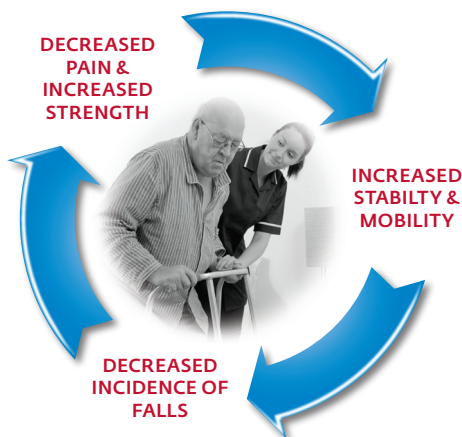 DECREASED
PAIN &
INCREASED
STRENGTH
INCREASED
STABILTY &
MOBILITY
DECREASED
INCIDENCE OF
FALLS